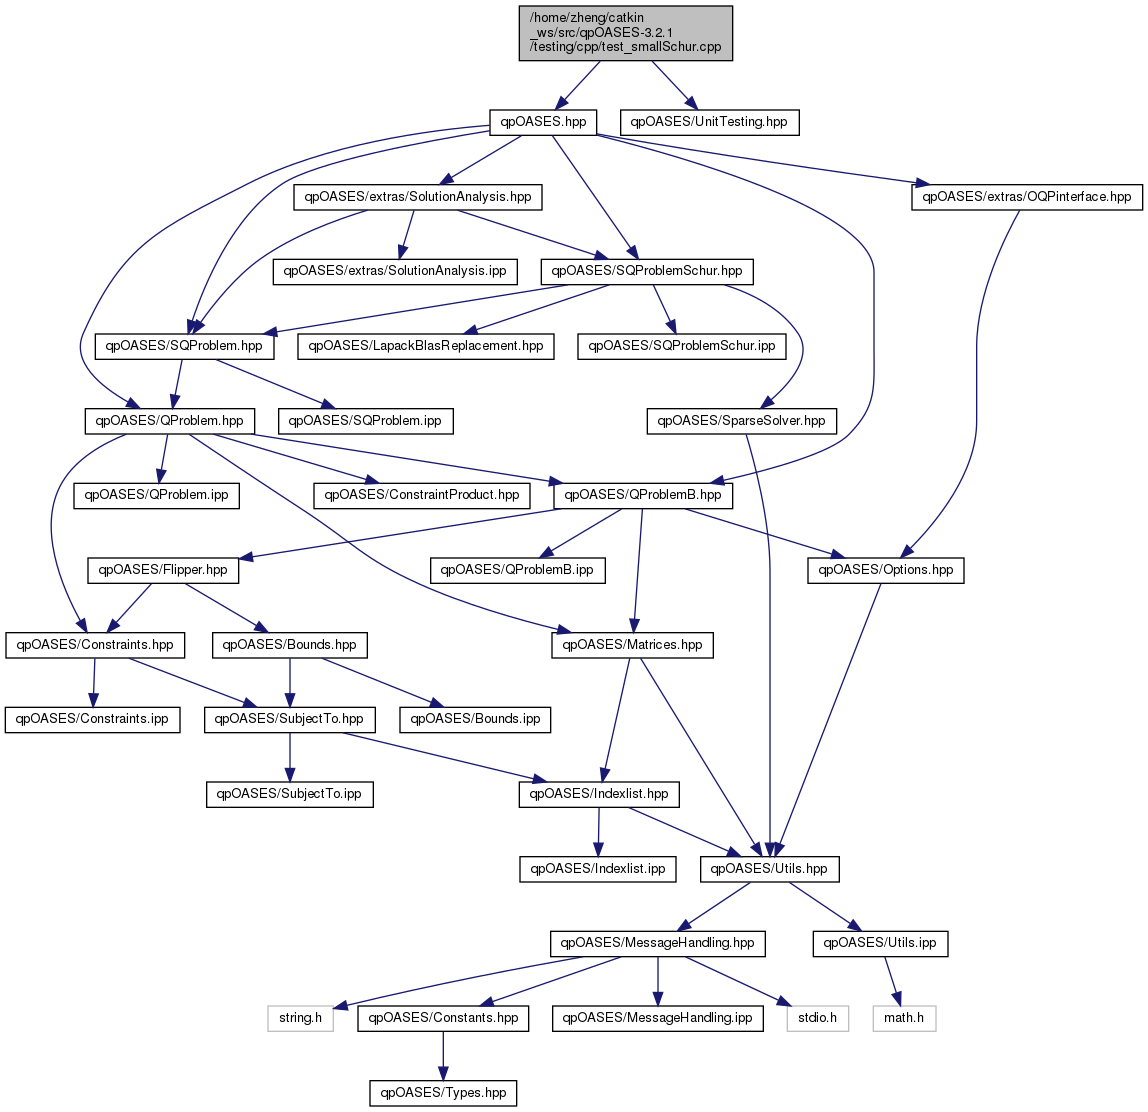 /home/zheng/catkin
_ws/src/qpOASES-3.2.1
/testing/cpp/test_smallSchur.cpp
qpOASES.hpp
qpOASES/UnitTesting.hpp
qpOASES/extras/SolutionAnalysis.hpp
qpOASES/extras/OQPinterface.hpp
qpOASES/extras/SolutionAnalysis.ipp
qpOASES/SQProblemSchur.hpp
qpOASES/SQProblem.hpp
qpOASES/LapackBlasReplacement.hpp
qpOASES/SQProblemSchur.ipp
qpOASES/QProblem.hpp
qpOASES/SQProblem.ipp
qpOASES/SparseSolver.hpp
qpOASES/QProblem.ipp
qpOASES/ConstraintProduct.hpp
qpOASES/QProblemB.hpp
qpOASES/Flipper.hpp
qpOASES/QProblemB.ipp
qpOASES/Options.hpp
qpOASES/Constraints.hpp
qpOASES/Bounds.hpp
qpOASES/Matrices.hpp
qpOASES/Constraints.ipp
qpOASES/SubjectTo.hpp
qpOASES/Bounds.ipp
qpOASES/SubjectTo.ipp
qpOASES/Indexlist.hpp
qpOASES/Indexlist.ipp
qpOASES/Utils.hpp
qpOASES/MessageHandling.hpp
qpOASES/Utils.ipp
string.h
qpOASES/Constants.hpp
qpOASES/MessageHandling.ipp
stdio.h
math.h
qpOASES/Types.hpp